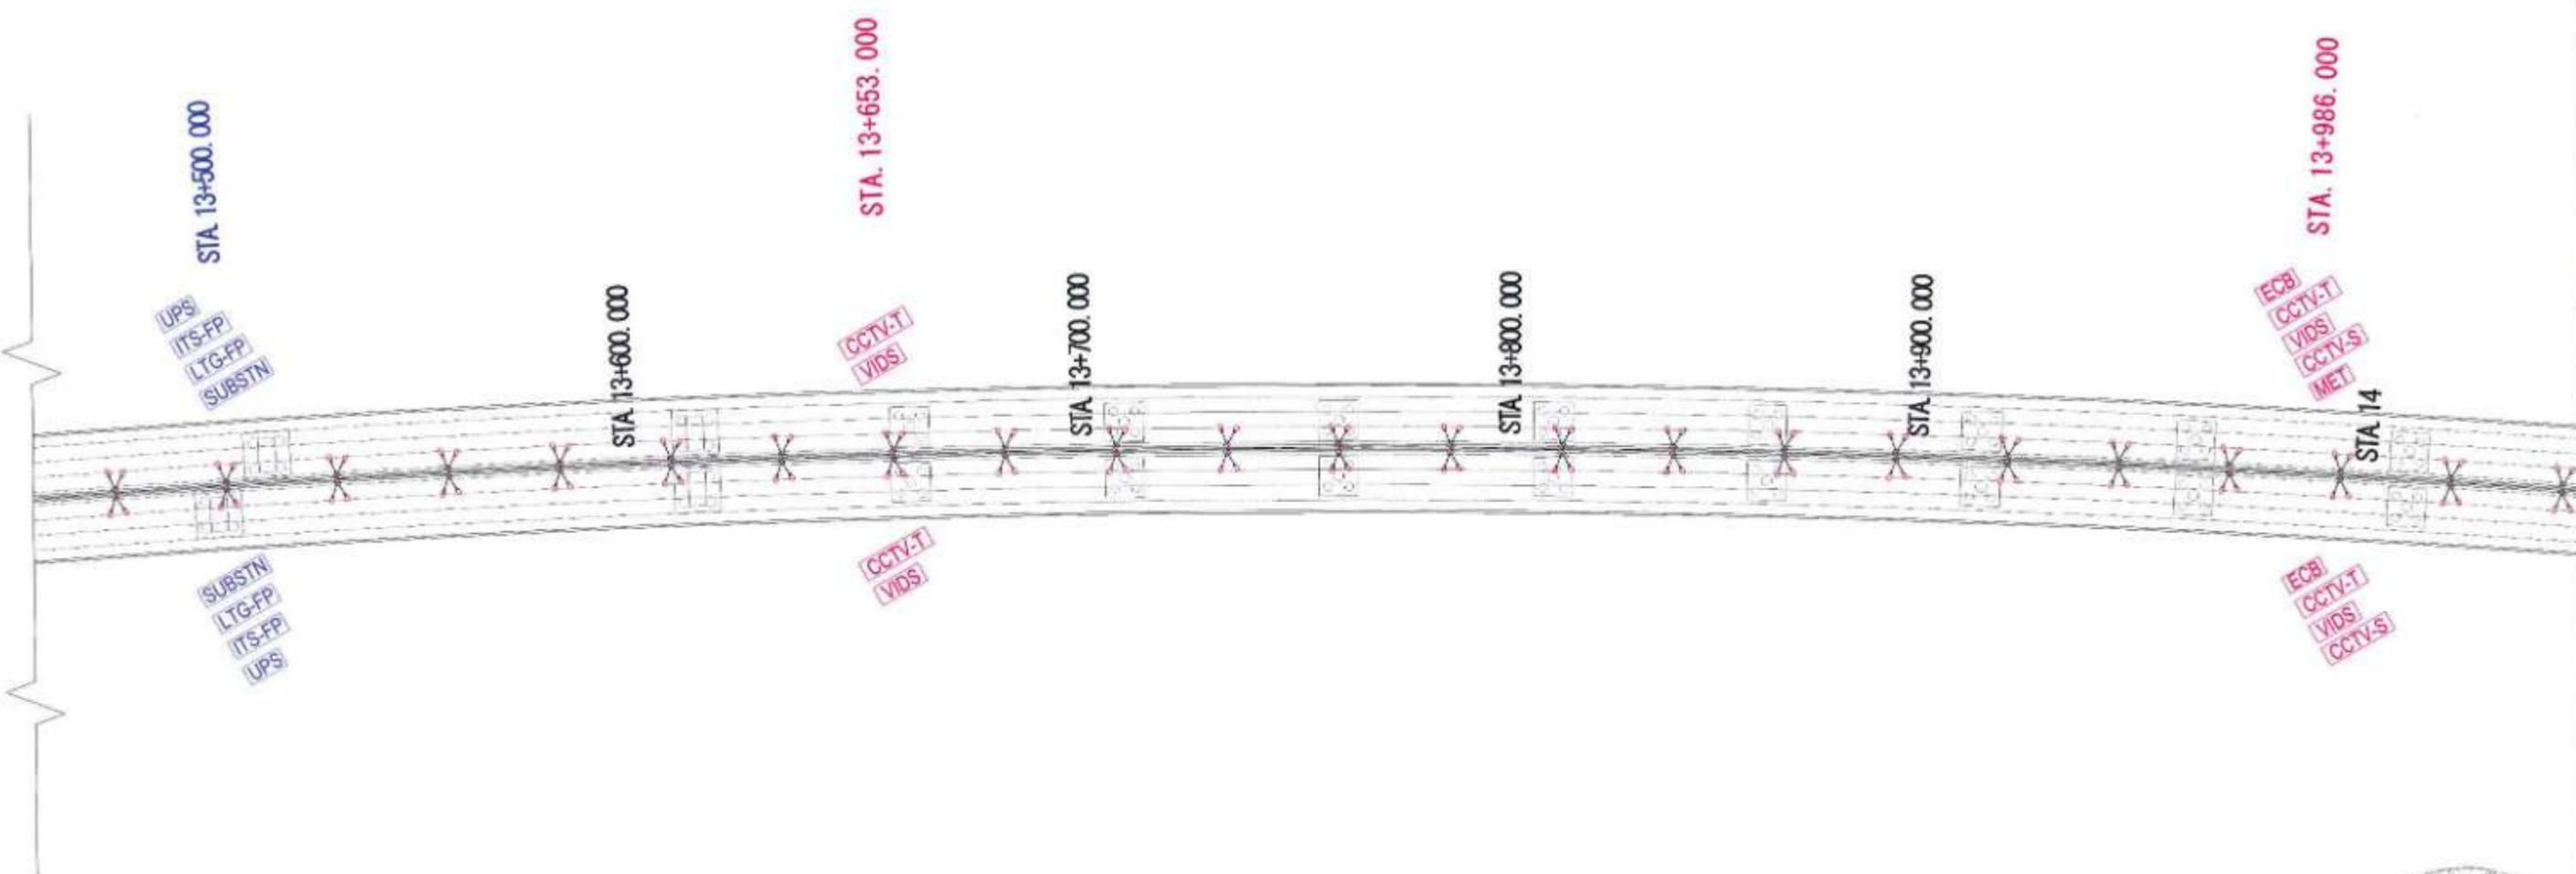 STA 13+500.000
STA. 13+653.000
STA. 13+986.000
UPS
ITS-FP
LTG-FP
SUBSTN
STA 13+600.000
CCTV-T
VIDS
STA 13+700.000
STA 13+800.000
STA 13+900.000
ECB
CCTV-T
VIDS
CCTV-S
MET
STA 14
SUBSTN
LTG-FP
ITS-FP
UPS
CCTV-T
VIDS
ECB
CCTV-T
VIDS
CCTV-S